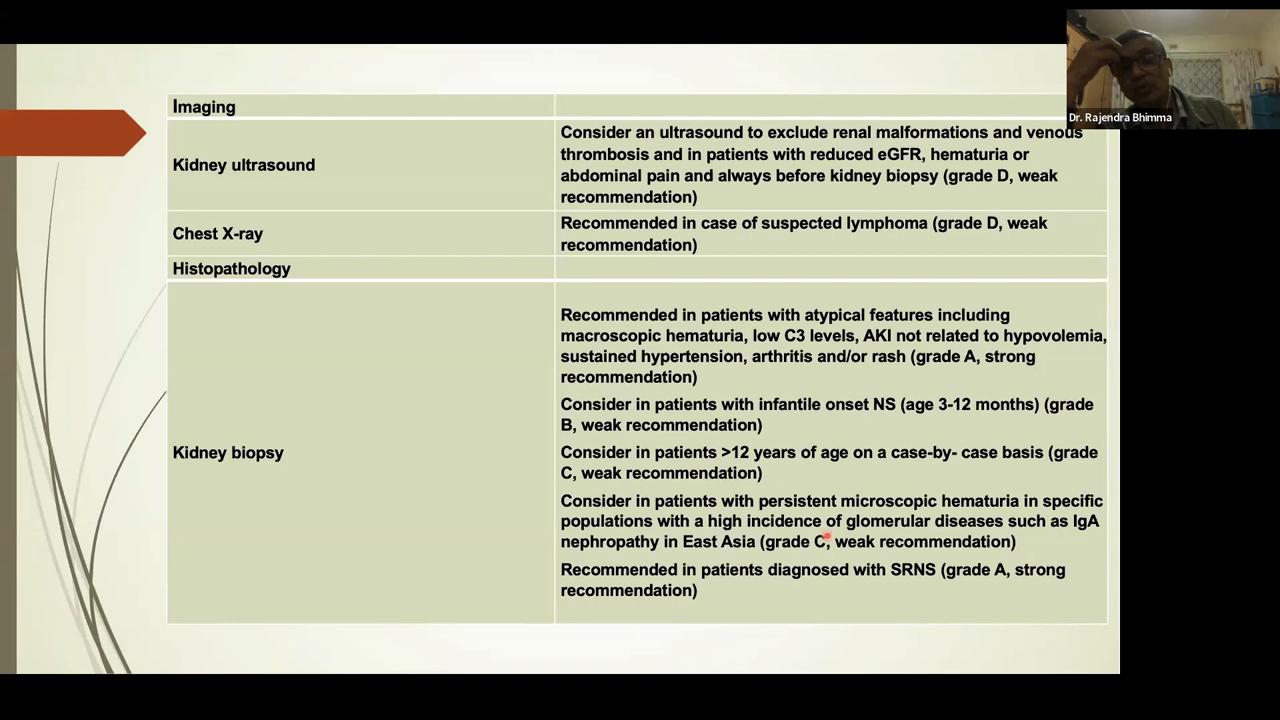 Dr. Rajendra Bhimma
Imaging
Kidney ultrasound
Consider an ultrasound to exclude renal malformations and venous
thrombosis and in patients with reduced eGFR, hematuria or
abdominal pain and always before kidney biopsy (grade D, weak
recommendation)
Chest X-ray
Recommended in case of suspected lymphoma (grade D, weak
recommendation)
Histopathology
Kidney biopsy
Recommended in patients with atypical features including
macroscopic hematuria, low C3 levels, AKI not related to hypovolemia,
sustained hypertension, arthritis and/or rash (grade A, strong
recommendation)
Consider in patients with infantile onset NS (age 3-12 months) (grade
B, weak recommendation)
Consider in patients >12 years of age on a case-by- case basis (grade
C, weak recommendation)
Consider in patients with persistent microscopic hematuria in specific
populations with a high incidence of glomerular diseases such as IgA
nephropathy in East Asia (grade C, weak recommendation)
Recommended in patients diagnosed with SRNS (grade A, strong
recommendation)